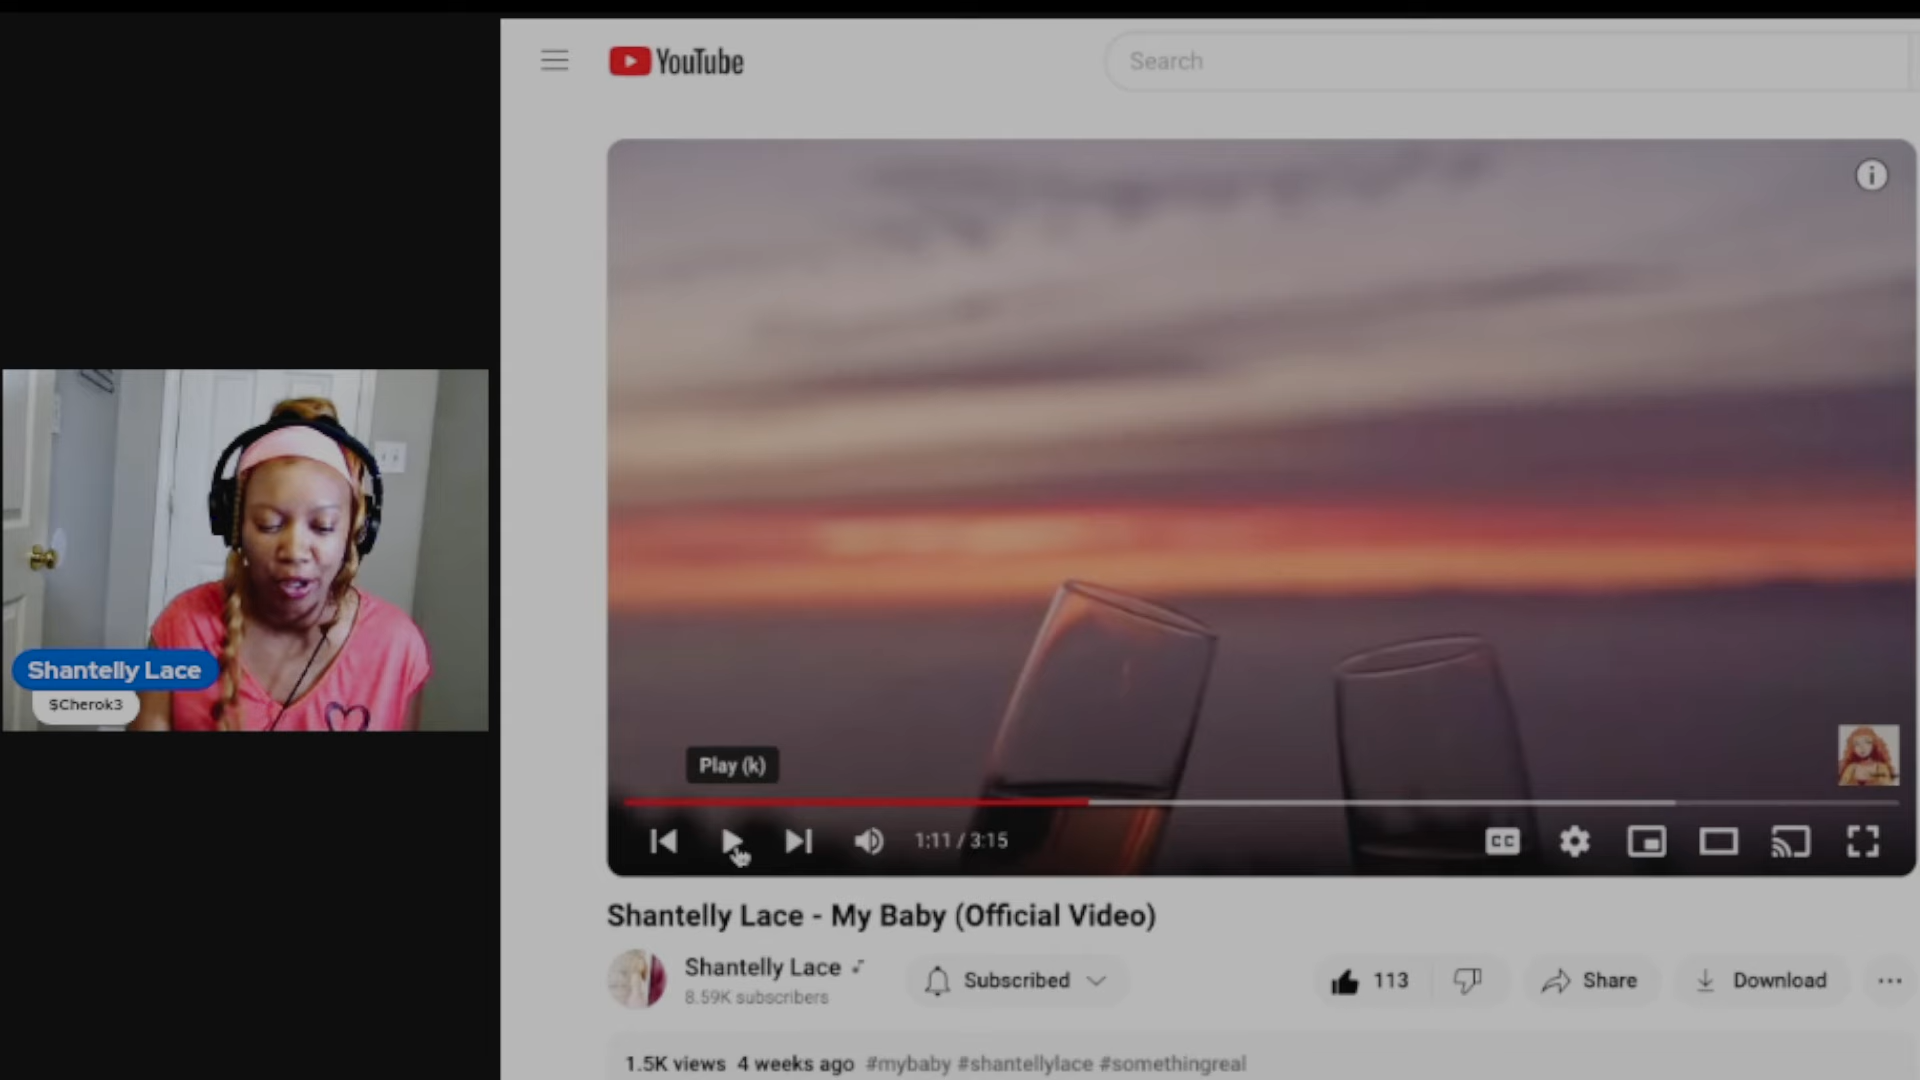 YouTube
Search
Play (k)
1:11 / 3:15
CC
Shantelly Lace
$Cherok3
Shantelly Lace - My Baby (Official Video)
Shantelly Lace
8.59K subscribers
Subscribed
113
Share
Download
1.5K views 4 weeks ago #mybaby #shantellylace #somethingreal